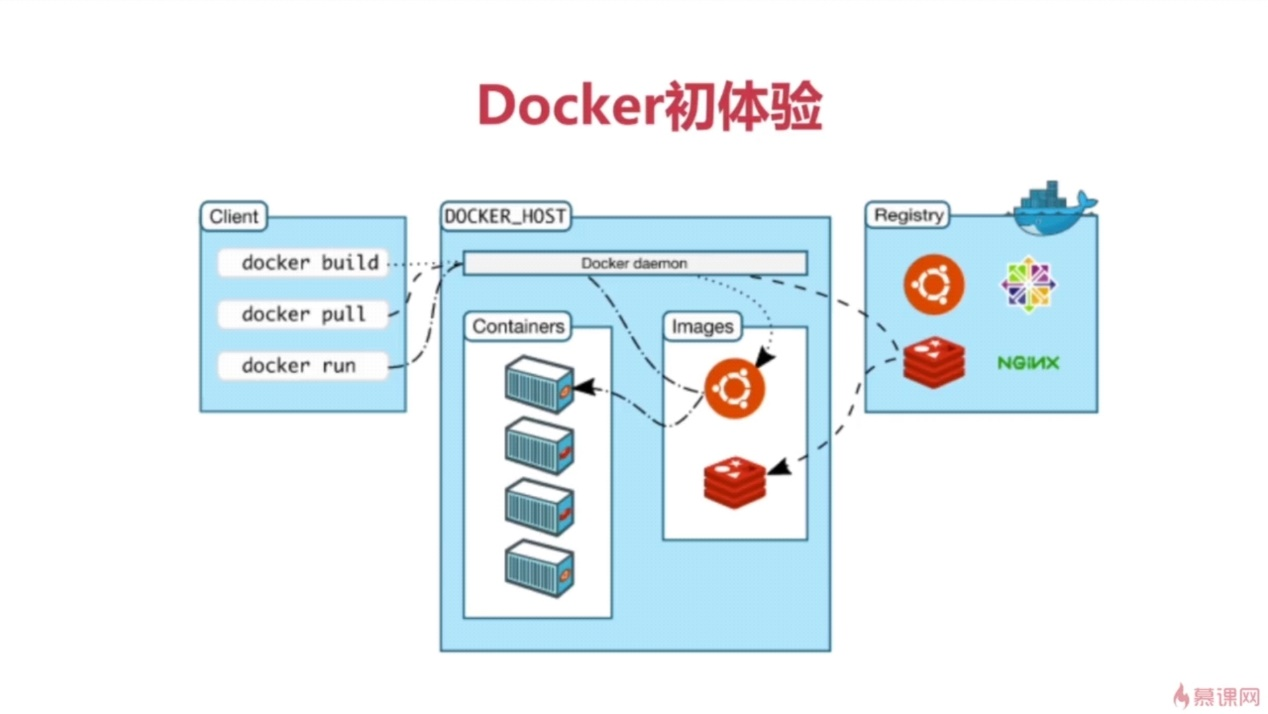 Docker初体验
Client
docker build
docker pull
docker run
DOCKER_HOST
Docker daemon
Containers
Images
Registry
NGINX
慕课网